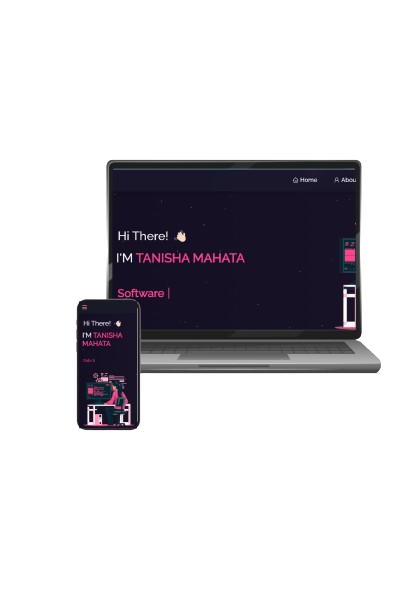 Home Abou
Hi There!
I'M TANISHA MAHATA
Software |
Hi There!
I'M TANISHA
MAHATA